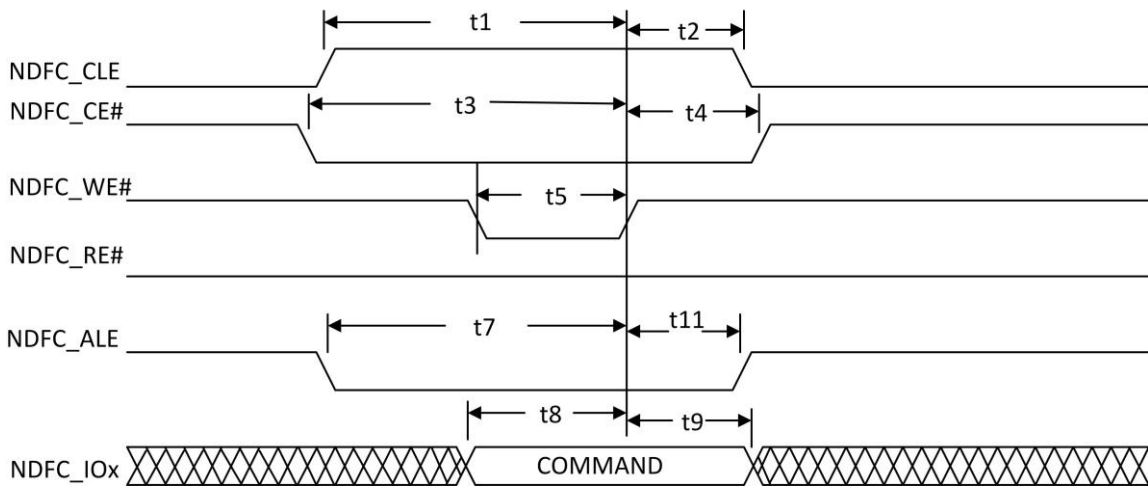 t1
t2
NDFC_CLE
NDFC_CE#
t3
t4
NDFC_WE#
t5
NDFC_RE#
NDFC_ALE
t7
t11
t8
t9
NDFC_IOx
COMMAND